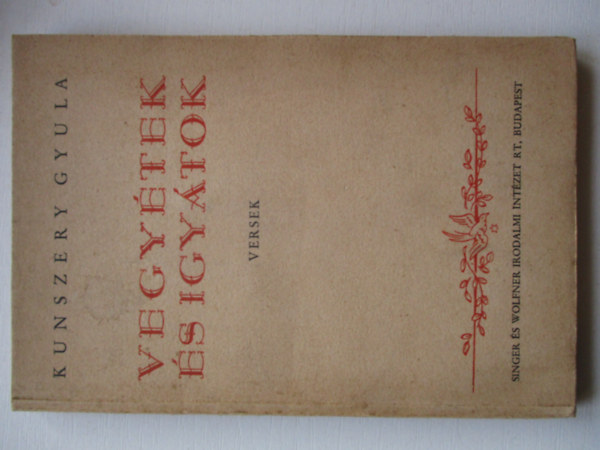 KUNSZERY GYULA
VEGYÉTEK
ÉS IGYÁTOK
VERSEK
SINGER ÉS WOLFNER IRODALMI INTÉZET RT, BUDAPEST